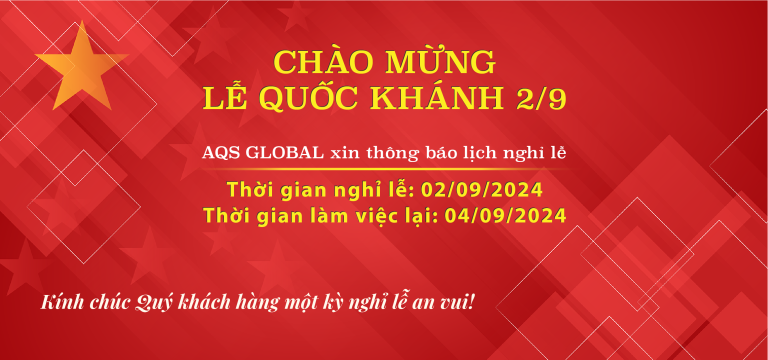 CHÀO MỪNG
LỄ QUỐC KHÁNH 2/9
AQS GLOBAL xin thông báo lịch nghỉ lễ
Thời gian nghỉ lễ: 02/09/2024
Thời gian làm việc lại: 04/09/2024
Kính chúc Quý khách hàng một kỳ nghỉ lễ an vui!